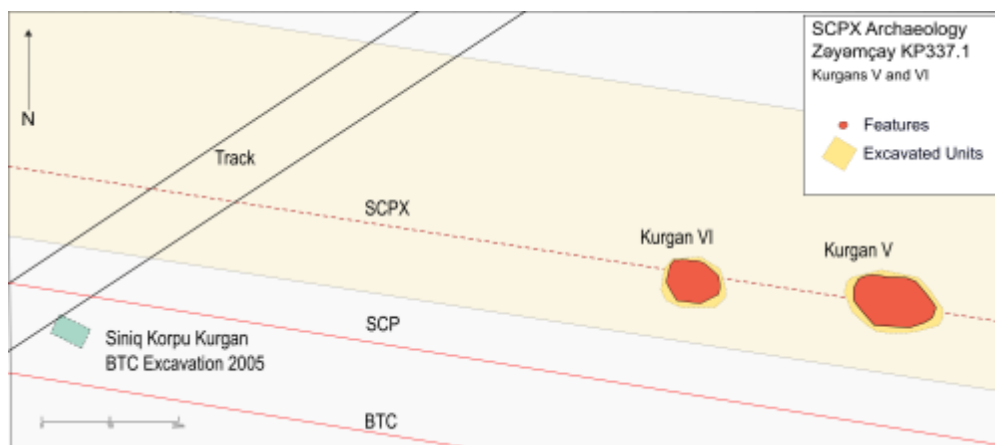 SCPX Archaeology
Zəyəmçay KP337.1
Kurgans V and VI
Features
Excavated Units
N
Track
SCPX
Kurgan VI
Kurgan V
SCP
Siniq Korpu Kurgan
BTC Excavation 2005
BTC